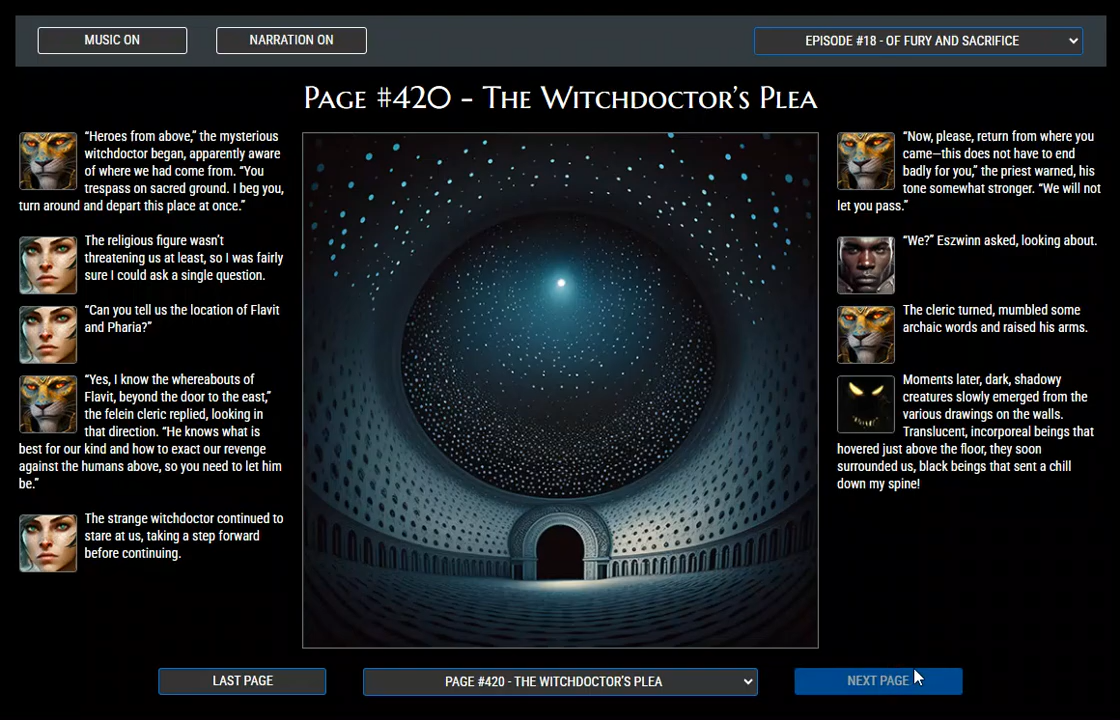 MUSIC ON
NARRATION ON
EPISODE #18 - OF FURY AND SACRIFICE
Page #420 - The Witchdoctor's Plea
“Heroes from above,” the mysterious
witchdoctor began, apparently aware
of where we had come from. “You
trespass on sacred ground. I beg you,
turn around and depart this place at once.”
The religious figure wasn't
threatening us at least, so I was fairly
sure I could ask a single question.
“Can you tell us the location of Flavit
and Pharia?”
“Yes, I know the whereabouts of
Flavit, beyond the door to the east,”
the felein cleric replied, looking in
that direction. “He knows what is
best for our kind and how to exact our revenge
against the humans above, so you need to let him
be.”
The strange witchdoctor continued to
stare at us, taking a step forward
before continuing.
“Now, please, return from where you
came—this does not have to end
badly for you,” the priest warned, his
tone somewhat stronger. “We will not
let you pass.”
“We?” Eszwinn asked, looking about.
The cleric turned, mumbled some
archaic words and raised his arms.
Moments later, dark, shadowy
creatures slowly emerged from the
various drawings on the walls.
Translucent, incorporeal beings that
hovered just above the floor, they soon
surrounded us, black beings that sent a chill
down my spine!
LAST PAGE
PAGE #420 - THE WITCHDOCTOR'S PLEA
NEXT PAGE